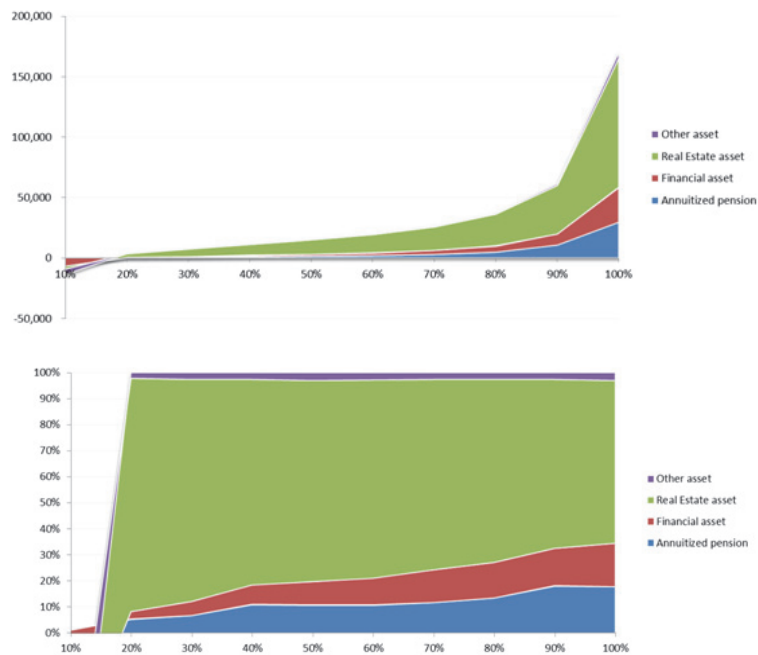 200,000
150,000
100,000
50,000
0
-50,000
10% 20% 30% 40% 50% 60% 70% 80% 90% 100%
Other asset
Real Estate asset
Financial asset
Annuitized pension
100%
90%
80%
70%
60%
50%
40%
30%
20%
10%
0%
10% 20% 30% 40% 50% 60% 70% 80% 90% 100%
Other asset
Real Estate asset
Financial asset
Annuitized pension